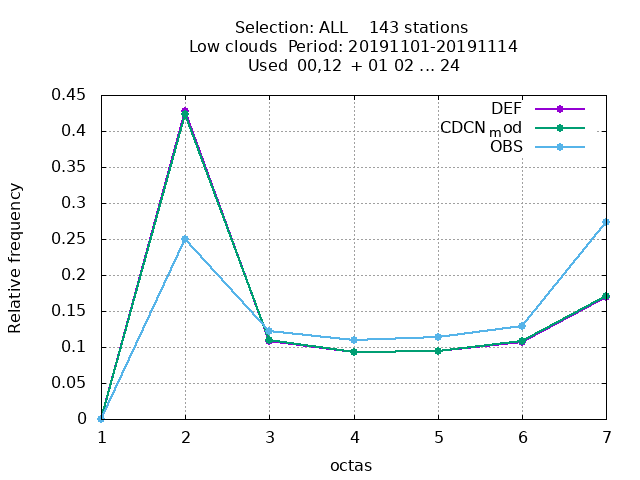 Selection: ALL    143 stations
Low clouds  Period: 20191101-20191114
Used  00,12  + 01 02 ... 24
0.45
0.4
0.35
0.3
0.25
0.2
0.15
0.1
0.05
0
Relative frequency
DEF
CDCN_mod
OBS
1 2 3 4 5 6 7
octas